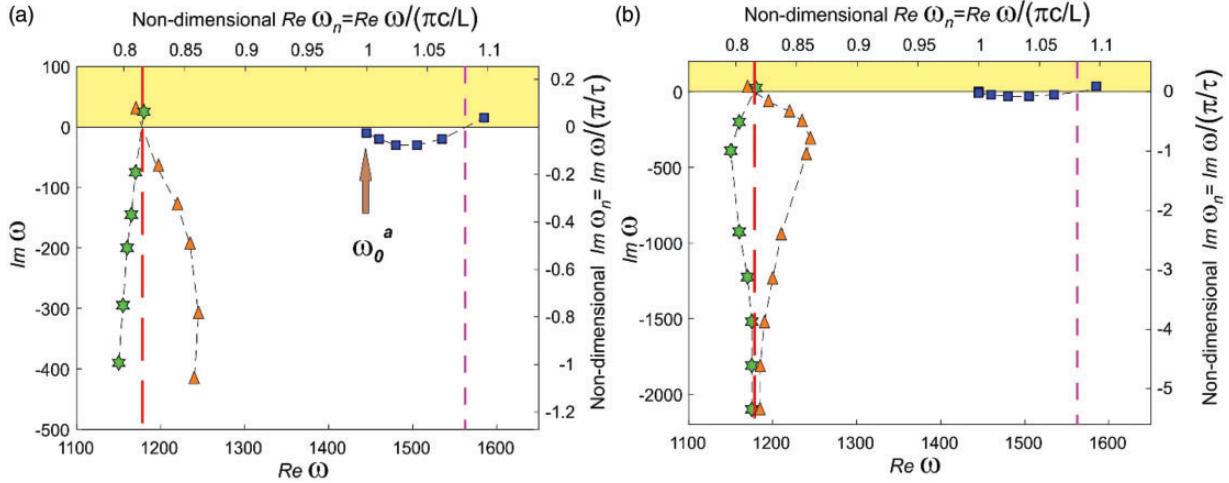 (a)
Non-dimensional Re ωn=Re ω/(πc/L)
0.8 0.85 0.9 0.95 1 1.05 1.1
100
0
-100
-200
-300
-400
-500
Im ω
0.2
0
-0.2
-0.4
-0.6
-0.8
-1
-1.2
Non-dimensional Im ωn= Im ω/(π/τ)
ω0a
1100 1200 1300 1400 1500 1600
Re ω
(b)
Non-dimensional Re ωn=Re ω/(πc/L)
0.8 0.85 0.9 0.95 1 1.05 1.1
0
-500
-1000
-1500
-2000
Im ω
0
-1
-2
-3
-4
-5
Non-dimensional Im ωn= Im ω/(π/τ)
1100 1200 1300 1400 1500 1600
Re ω